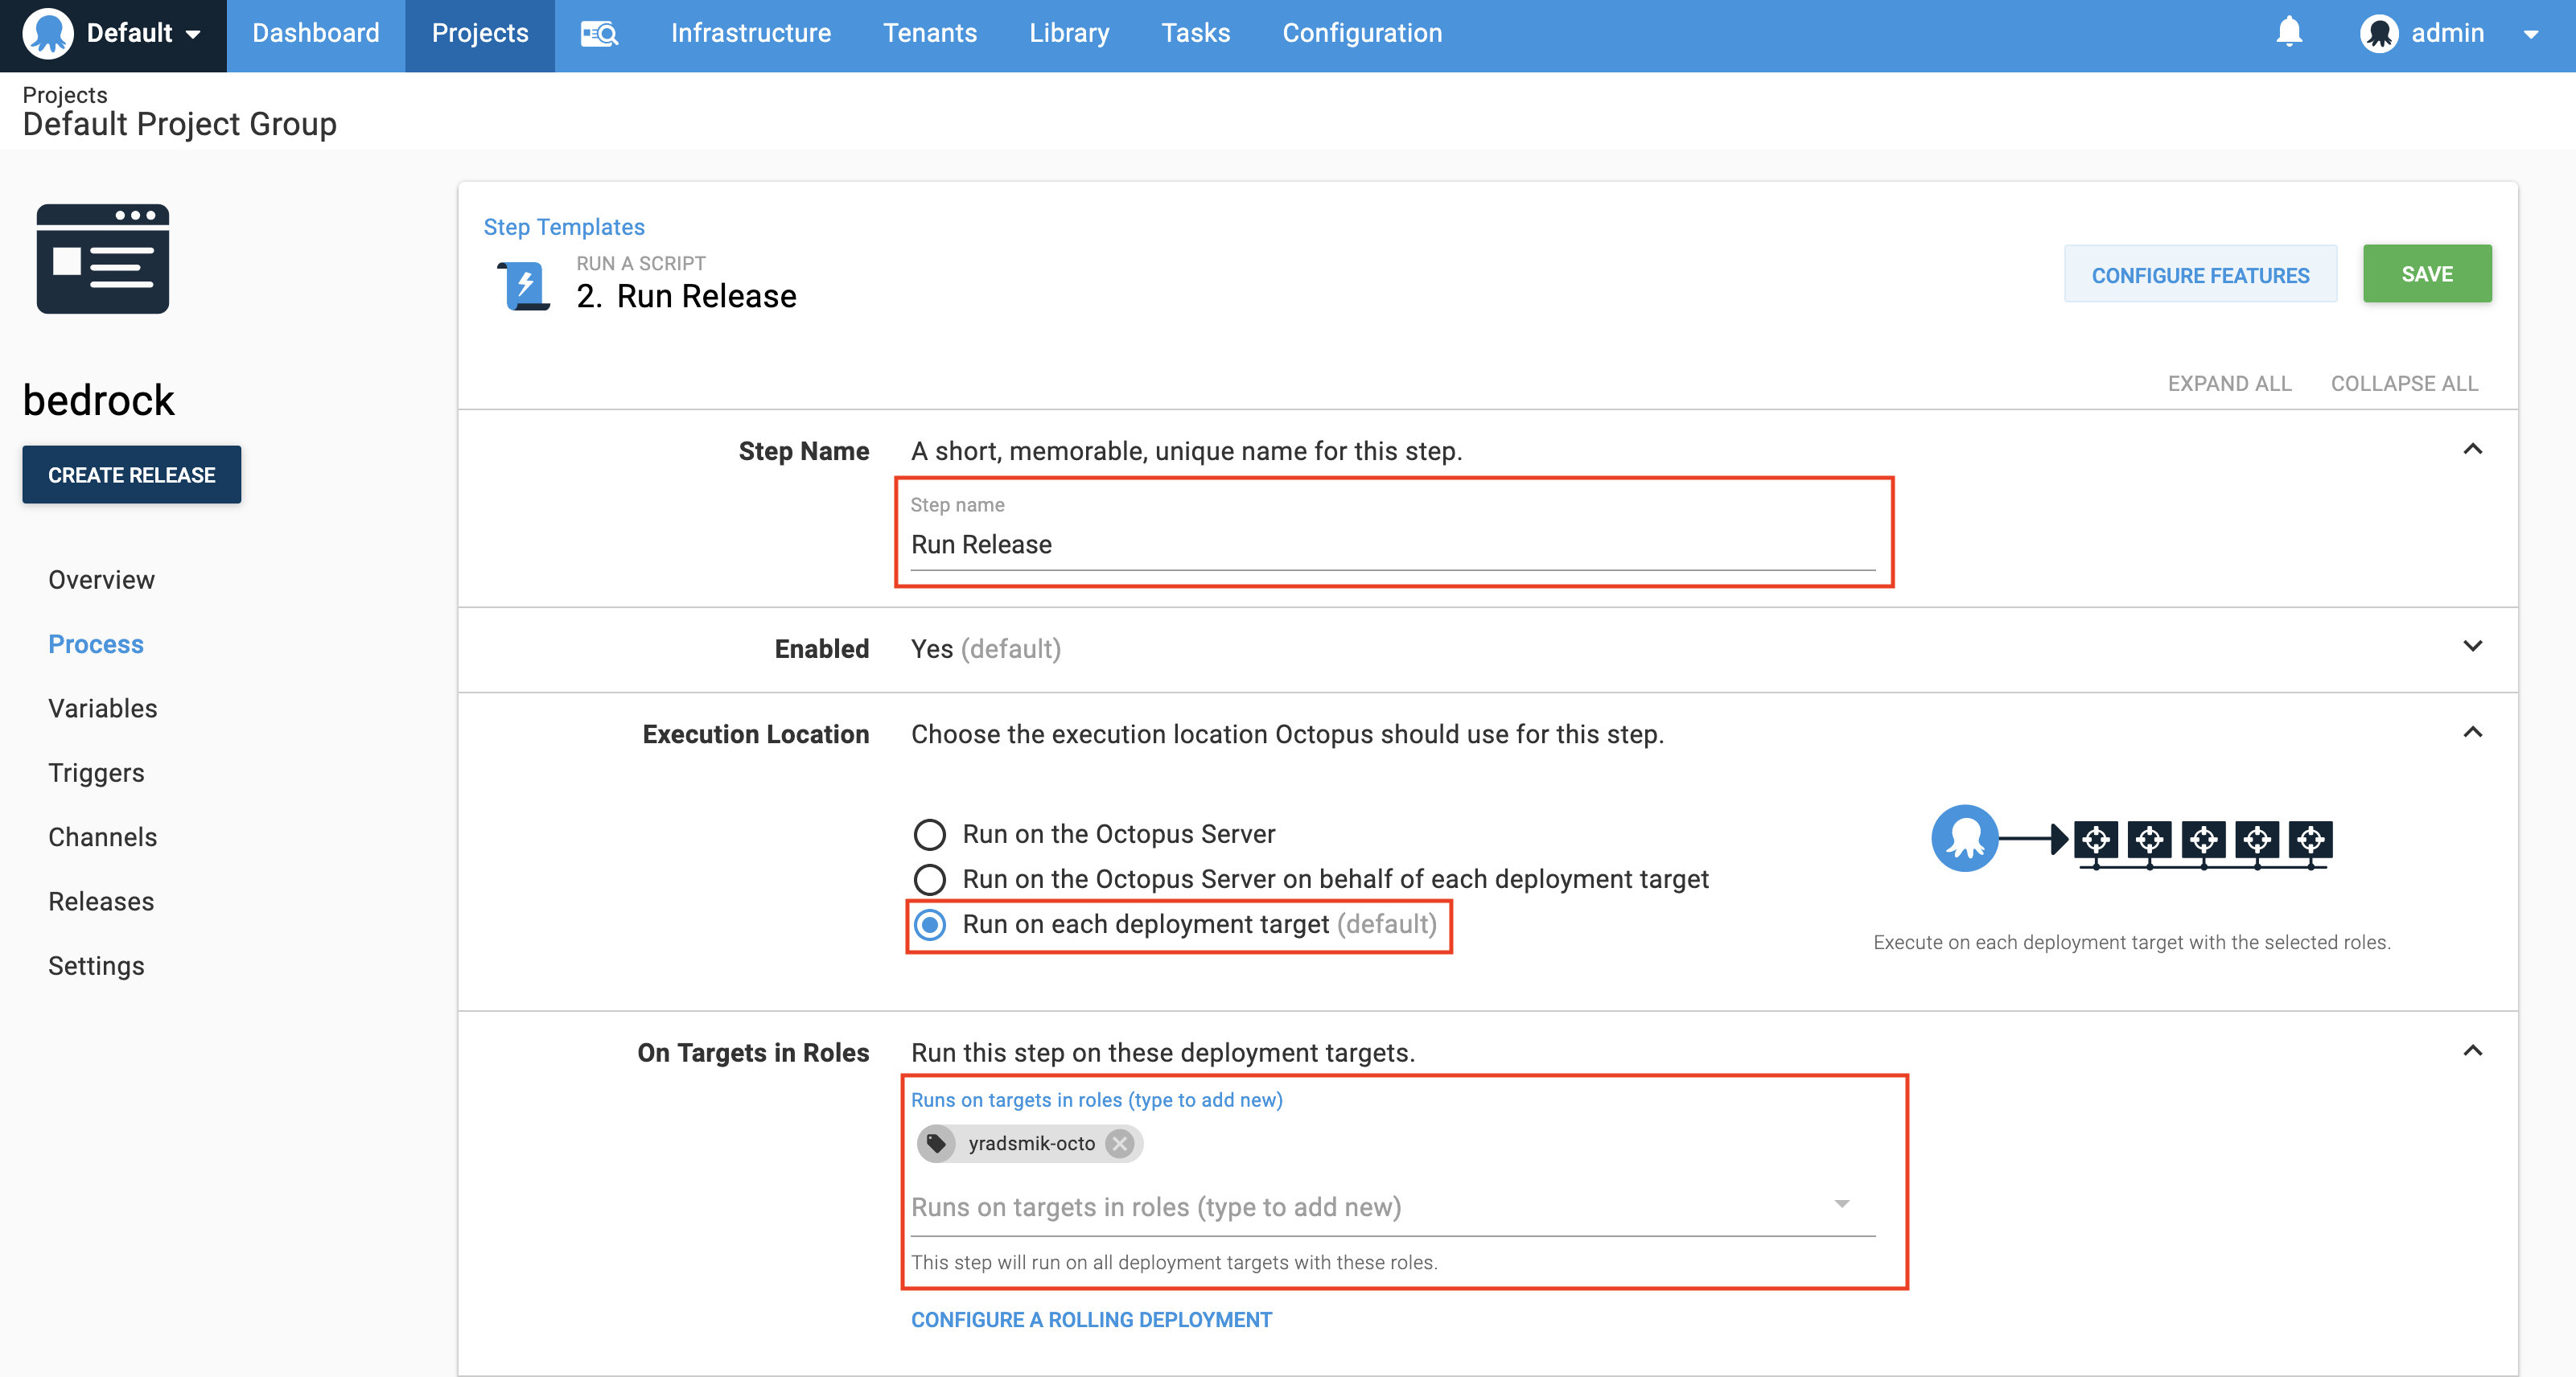 Default
Dashboard
Projects
Infrastructure
Tenants
Library
Tasks
Configuration
admin
Projects
Default Project Group
bedrock
CREATE RELEASE
Overview
Process
Variables
Triggers
Channels
Releases
Settings
Step Templates
RUN A SCRIPT
2. Run Release
CONFIGURE FEATURES
SAVE
EXPAND ALL
COLLAPSE ALL
Step Name
A short, memorable, unique name for this step.
Step name
Run Release
Enabled
Yes (default)
Execution Location
Choose the execution location Octopus should use for this step.
Run on the Octopus Server
Run on the Octopus Server on behalf of each deployment target
Run on each deployment target (default)
Execute on each deployment target with the selected roles.
On Targets in Roles
Run this step on these deployment targets.
Runs on targets in roles (type to add new)
yradsmik-octo
Runs on targets in roles (type to add new)
This step will run on all deployment targets with these roles.
CONFIGURE A ROLLING DEPLOYMENT